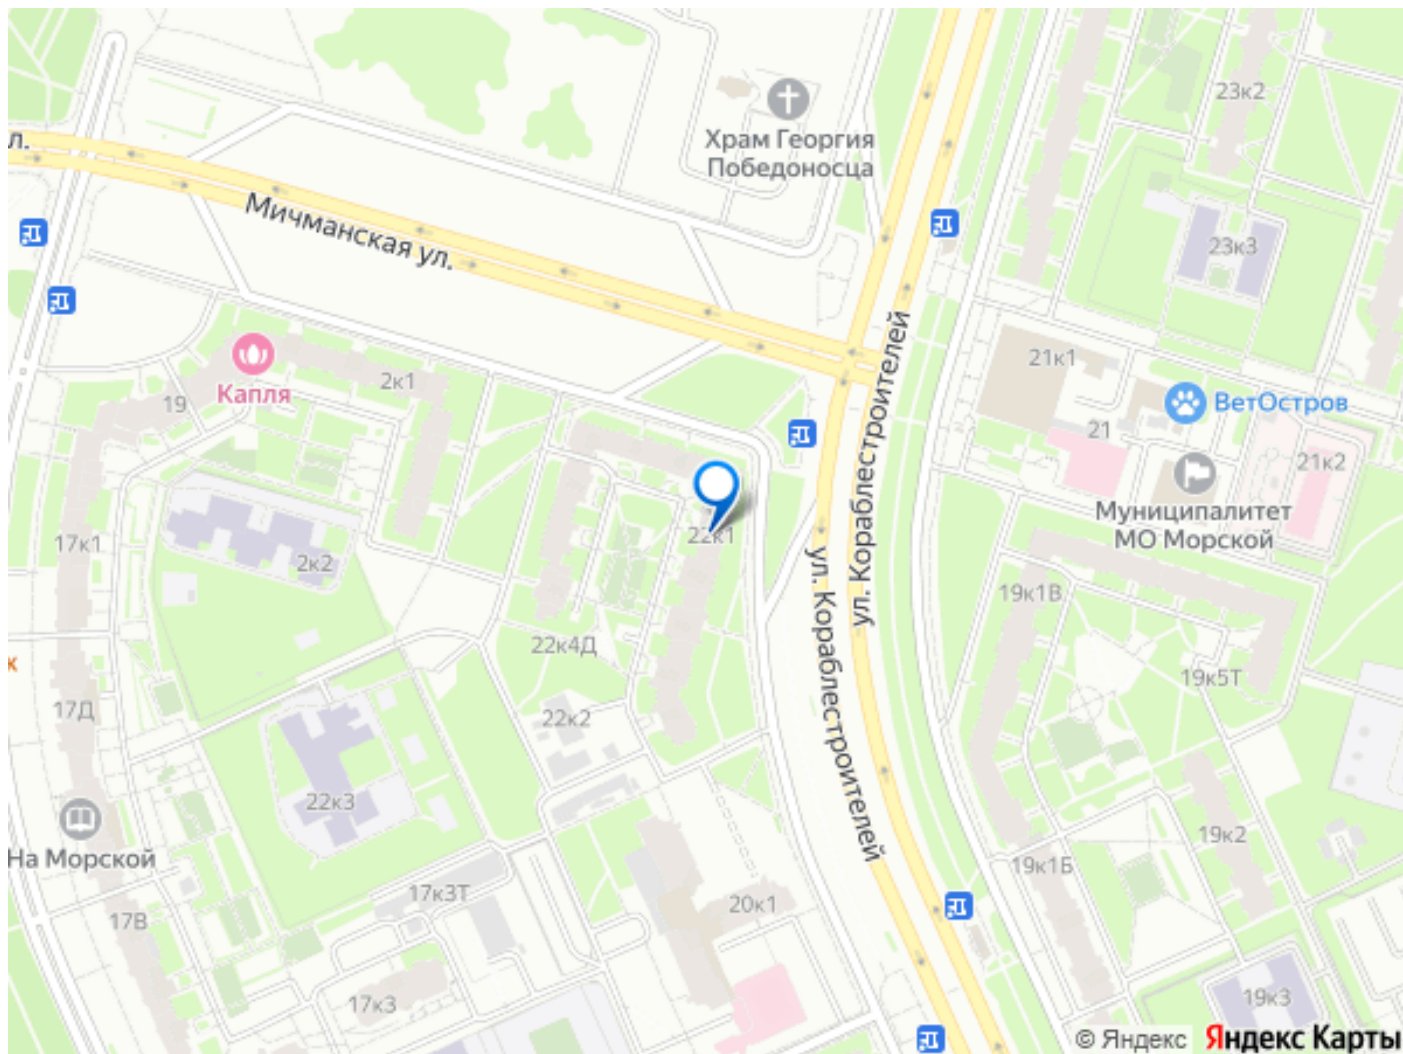 23к2
Храм Георгия
Победоносца
л.
Мичманская ул.
23к3
ул. Кораблестроителей
21к1
2к1
Капля
19
ВетОстров
21
21к2
Муниципалитет
МО Морской
22к1
17к1
2к2
19к1В
ул. Кораблестроителей
22к4Д
19к5Т
х
17Д
22к2
22к3
На Морской
19к2
19к1Б
17к3Т
20к1
17В
17к3
19к3
© Яндекс Яндекс Карты